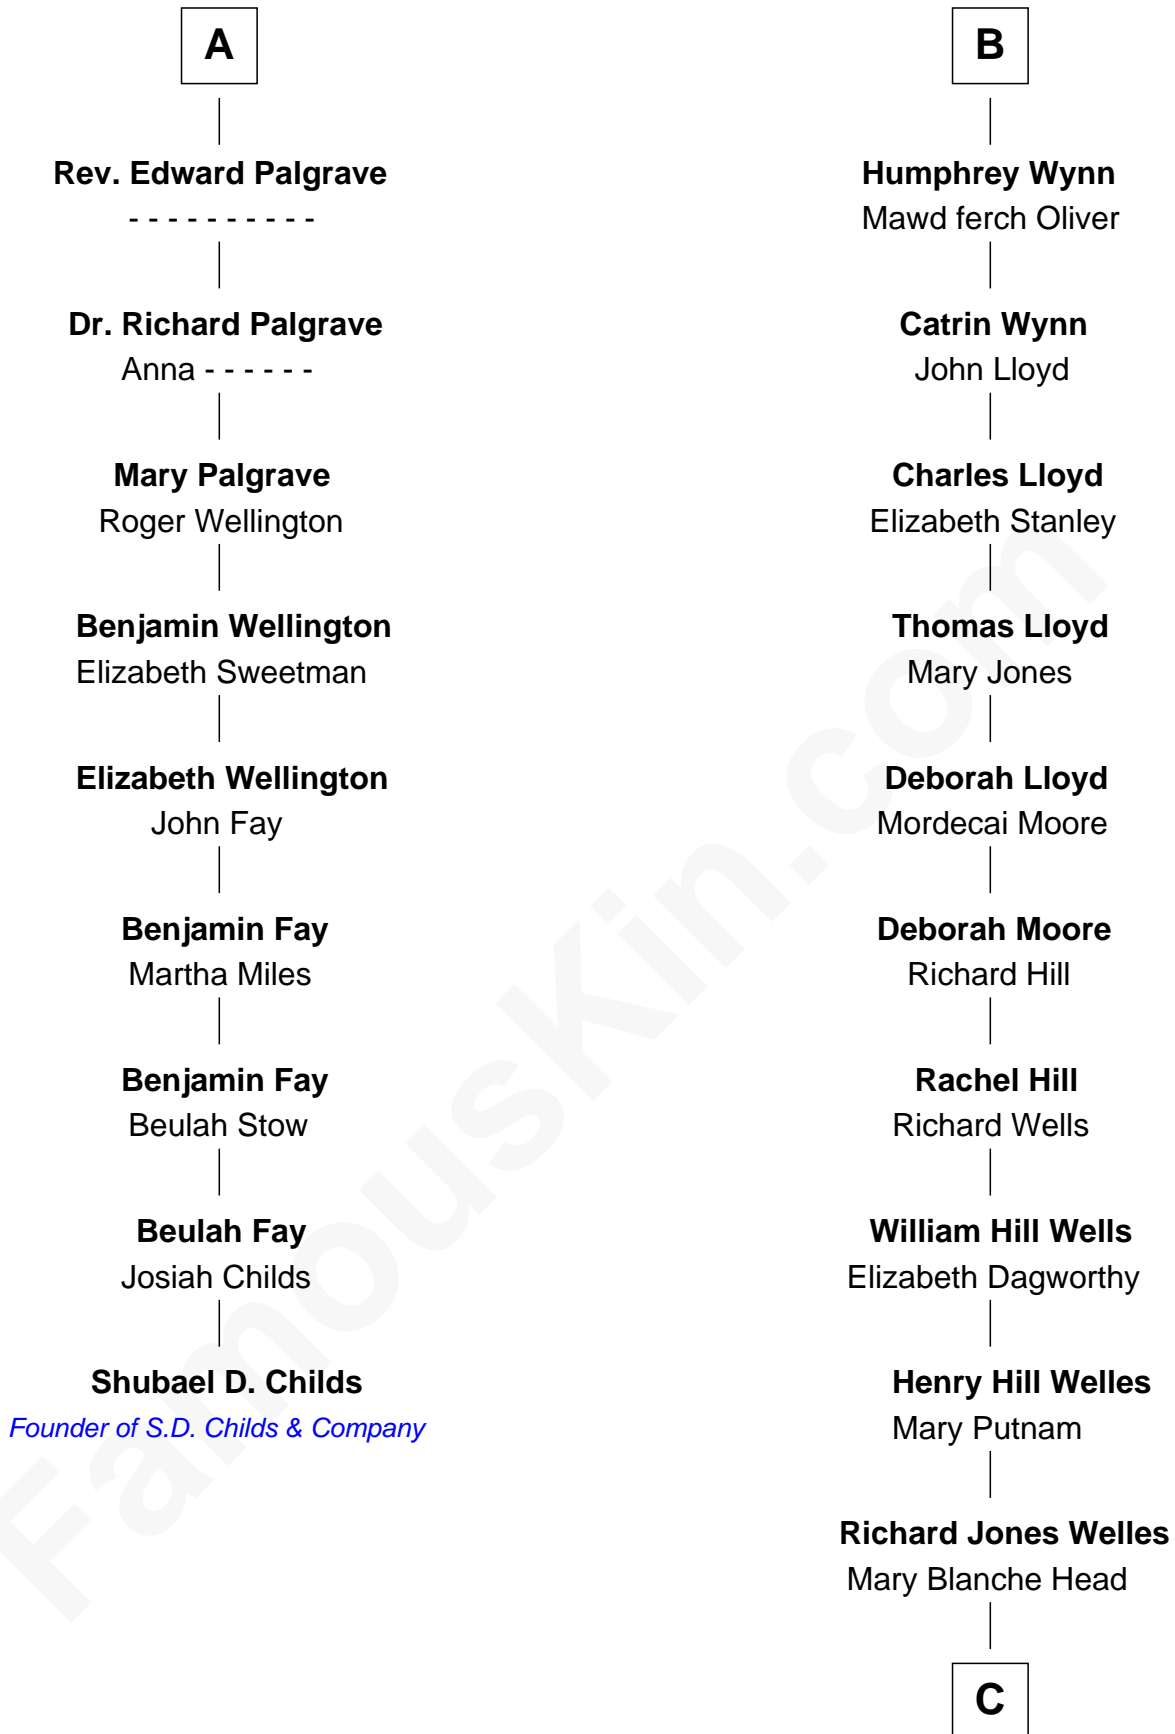 A
Rev. Edward Palgrave
- - - - - - - - - -
Dr. Richard Palgrave
Anna - - - - - -
Mary Palgrave
Roger Wellington
Benjamin Wellington
Elizabeth Sweetman
Elizabeth Wellington
John Fay
Benjamin Fay
Martha Miles
Benjamin Fay
Beulah Stow
Beulah Fay
Josiah Childs
Shubael D. Childs
Founder of S.D. Childs & Company
B
Humphrey Wynn
Mawd ferch Oliver
Catrin Wynn
John Lloyd
Charles Lloyd
Elizabeth Stanley
Thomas Lloyd
Mary Jones
Deborah Lloyd
Mordecai Moore
Deborah Moore
Richard Hill
Rachel Hill
Richard Wells
William Hill Wells
Elizabeth Dagworthy
Henry Hill Welles
Mary Putnam
Richard Jones Welles
Mary Blanche Head
C
FamousKin.com